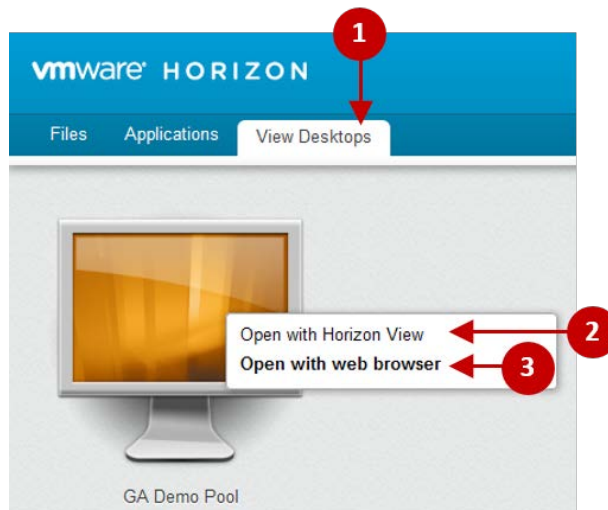 1
vmware® HORIZON
Files Applications View Desktops
Open with Horizon View
2
Open with web browser
3
GA Demo Pool